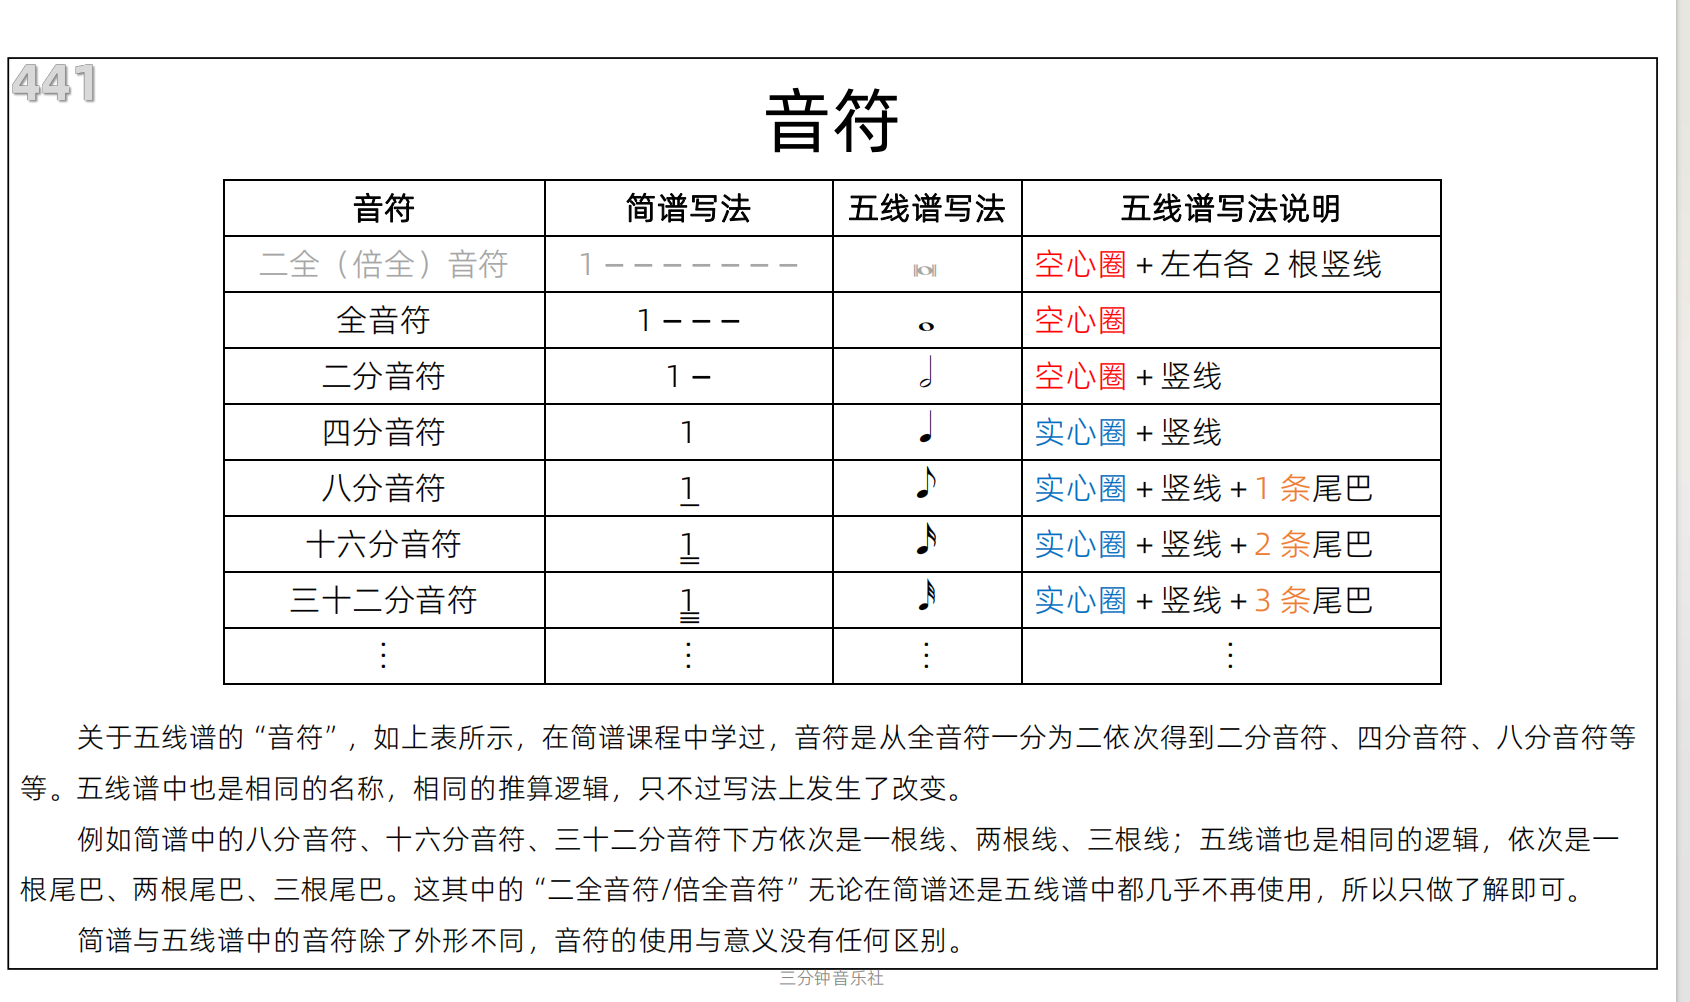 441
音符
音符 简谱写法 五线谱写法 五线谱写法说明
二全（倍全）音符 1 – – – – – – – 𝅜 空心圈 + 左右各 2 根竖线
全音符 1 – – – 𝅝 空心圈
二分音符 1 – 𝅗𝅥 空心圈 + 竖线
四分音符 1 𝅘𝅥 实心圈 + 竖线
八分音符 1 𝅘𝅥𝅮 实心圈 + 竖线 + 1 条尾巴
十六分音符 1 𝅘𝅥𝅯 实心圈 + 竖线 + 2 条尾巴
三十二分音符 1 𝅘𝅥𝅰 实心圈 + 竖线 + 3 条尾巴
⋮ ⋮ ⋮ ⋮
关于五线谱的“音符”，如上表所示，在简谱课程中学过，音符是从全音符一分为二依次得到二分音符、四分音符、八分音符等
等。五线谱中也是相同的名称，相同的推算逻辑，只不过写法上发生了改变。
例如简谱中的八分音符、十六分音符、三十二分音符下方依次是一根线、两根线、三根线；五线谱也是相同的逻辑，依次是一
根尾巴、两根尾巴、三根尾巴。这其中的“二全音符/倍全音符”无论在简谱还是五线谱中都几乎不再使用，所以只做了解即可。
简谱与五线谱中的音符除了外形不同，音符的使用与意义没有任何区别。
三分钟音乐社